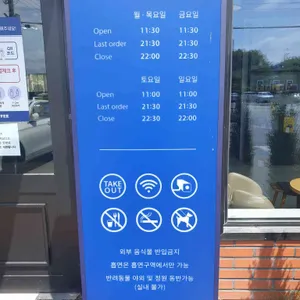 월 - 목요일 금요일
Open 11:30 11:30
Last order 21:30 21:30
Close 22:00 22:30
토요일 일요일
Open 11:00 11:00
Last order 21:30 21:30
Close 22:30 22:00
TAKE OUT
외부 음식물 반입금지
흡연은 흡연구역에서만 가능
반려동물 야외 및 정원 동반가능
(실내 불가)